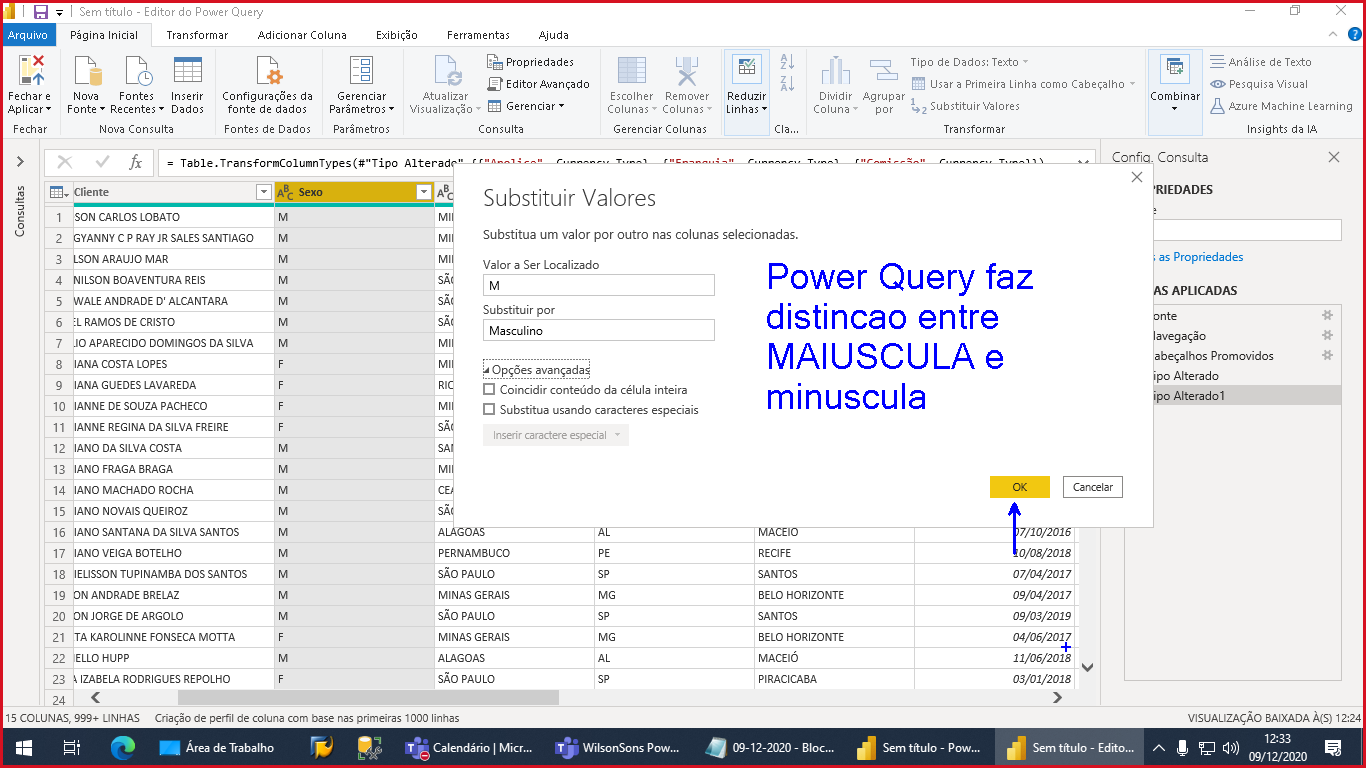 Sem título - Editor do Power Query
Arquivo Página Inicial Transformar Adicionar Coluna Exibição Ferramentas Ajuda
Fechar e Aplicar
Fechar
Nova Fonte
Fontes Recentes
Inserir Dados
Nova Consulta
Configurações da fonte de dados
Fontes de Dados
Gerenciar Parâmetros
Parâmetros
Atualizar Visualização
Propriedades
Editor Avançado
Gerenciar
Consulta
Escolher Colunas
Remover Colunas
Gerenciar Colunas
Reduzir Linhas
Cla...
Dividir Coluna
Agrupar por
Tipo de Dados: Texto
Usar a Primeira Linha como Cabeçalho
Substituir Valores
Transformar
Combinar
Análise de Texto
Pesquisa Visual
Azure Machine Learning
Insights da IA
Consultas
fx
= Table.TransformColumnTypes(#"Tipo Alterado",{{"Apolice", Currency.Type}, {"Franquia", Currency.Type}, {"Comissão", Currency.Type}})
Cliente ABC Sexo ABC
1 SON CARLOS LOBATO M MI
2 GYANNY C P RAY JR SALES SANTIAGO M MI
3 LSON ARAUJO MAR M MI
4 NILSON BOAVENTURA REIS M SÃO
5 WALE ANDRADE D' ALCANTARA M SÃO
6 EL RAMOS DE CRISTO M SÃO
7 LIO APARECIDO DOMINGOS DA SILVA M SÃO
8 IANA COSTA LOPES F MI
9 IANA GUEDES LAVAREDA F RIC
10 IANNE DE SOUZA PACHECO F MI
11 IANNE REGINA DA SILVA FREIRE F SÃO
12 IANO DA SILVA COSTA M SAN
13 IANO FRAGA BRAGA M MI
14 IANO MACHADO ROCHA M CEA
15 IANO NOVAIS QUEIROZ M SÃO
16 IANO SANTANA DA SILVA SANTOS M ALAGOAS AL MACEIO 07/10/2016
17 IANO VEIGA BOTELHO M PERNAMBUCO PE RECIFE 10/08/2018
18 MELISSON TUPINAMBA DOS SANTOS M SÃO PAULO SP SANTOS 07/04/2017
19 ON ANDRADE BRELAZ M MINAS GERAIS MG BELO HORIZONTE 09/04/2017
20 ON JORGE DE ARGOLO M SÃO PAULO SP SANTOS 09/03/2019
21 TA KAROLINNE FONSECA MOTTA F MINAS GERAIS MG BELO HORIZONTE 04/06/2017
22 IELLO HUPP M ALAGOAS AL MACEIÓ 11/06/2018
23 A IZABELA RODRIGUES REPOLHO F SÃO PAULO SP PIRACICABA 03/01/2018
24
Substituir Valores
Substitua um valor por outro nas colunas selecionadas.
Valor a Ser Localizado
M
Substituir por
Masculino
Opções avançadas
Coincidir conteúdo da célula inteira
Substitua usando caracteres especiais
Inserir caractere especial
OK Cancelar
Power Query faz
distincao entre
MAIUSCULA e
minuscula
Config. Consulta
PRIEDADES
e
s as Propriedades
AS APLICADAS
onte
avegação
abeçalhos Promovidos
ipo Alterado
ipo Alterado1
15 COLUNAS, 999+ LINHAS Criação de perfil de coluna com base nas primeiras 1000 linhas VISUALIZAÇÃO BAIXADA À(S) 12:24
Área de Trabalho Calendário | Micr... WilsonSons Pow... 09-12-2020 - Bloc... Sem título - Pow... Sem título - Edito...
12:33
09/12/2020